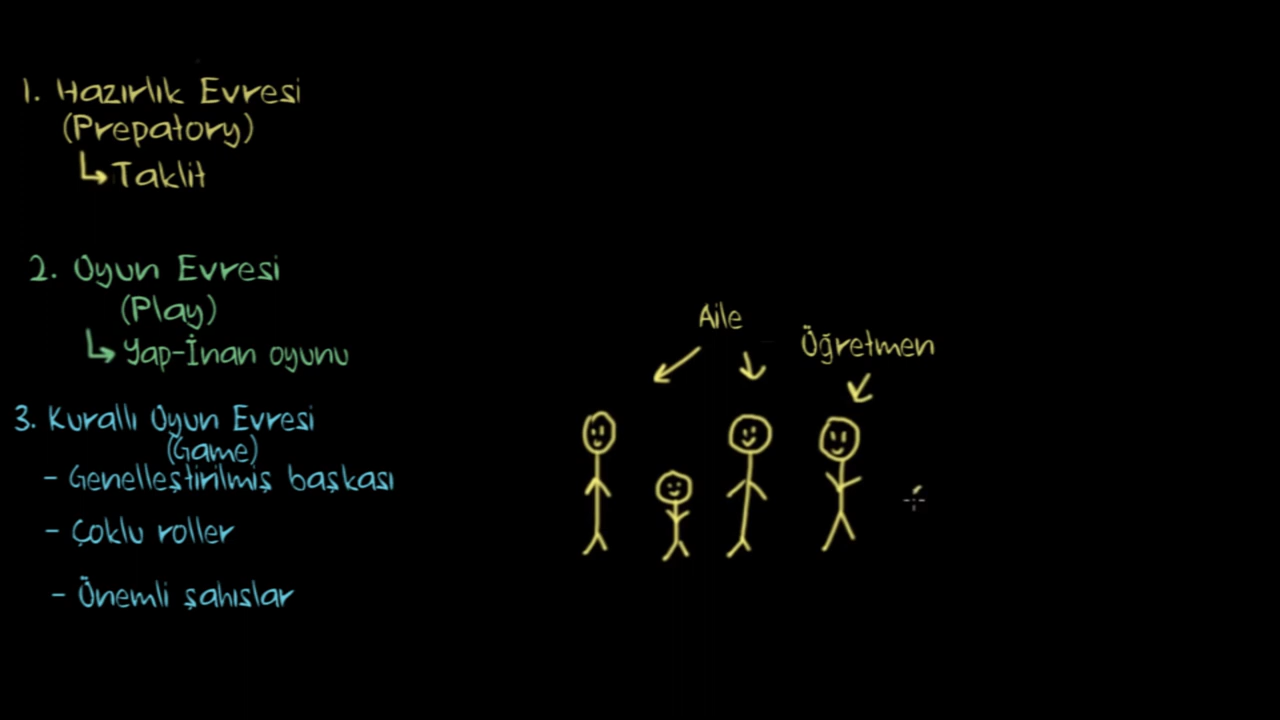 1. Hazırlık Evresi
(Prepatory)
↳ Taklit
2. Oyun Evresi
(Play)
↳ Yap-İnan oyunu
3. Kurallı Oyun Evresi
(Game)
- Genelleştirilmiş başkası
- Çoklu roller
- Önemli şahıslar
Aile
Öğretmen